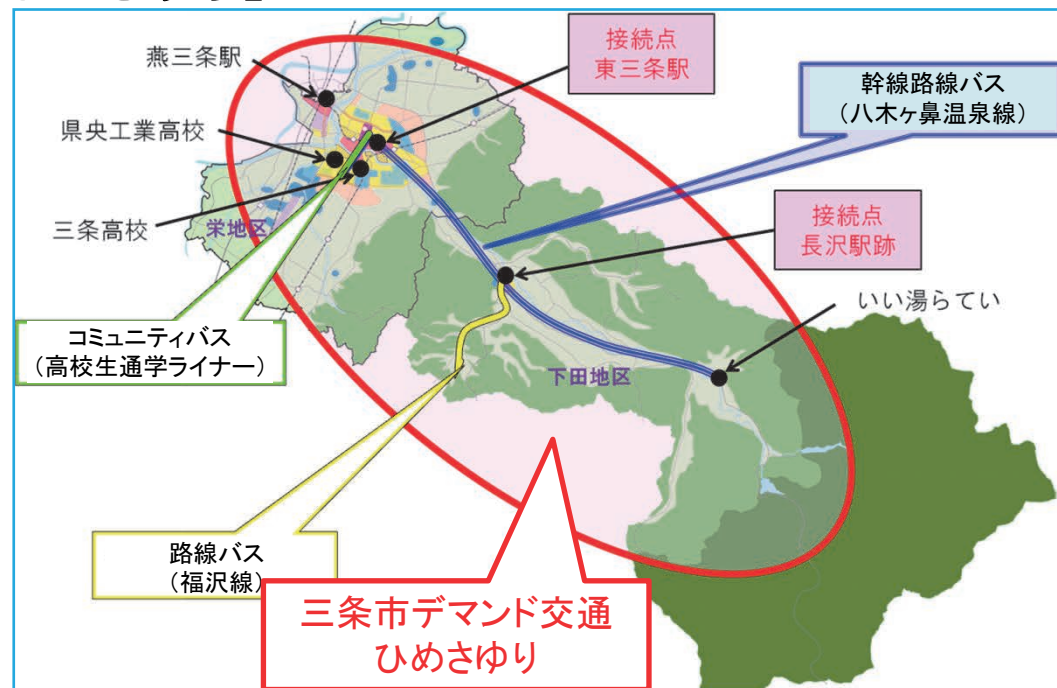 燕三条駅
県央工業高校
三条高校
栄地区
接続点
東三条駅
幹線路線バス
（八木ヶ鼻温泉線）
接続点
長沢駅跡
いい湯らてい
下田地区
コミュニティバス
（高校生通学ライナー）
路線バス
（福沢線）
三条市デマンド交通
ひめさゆり